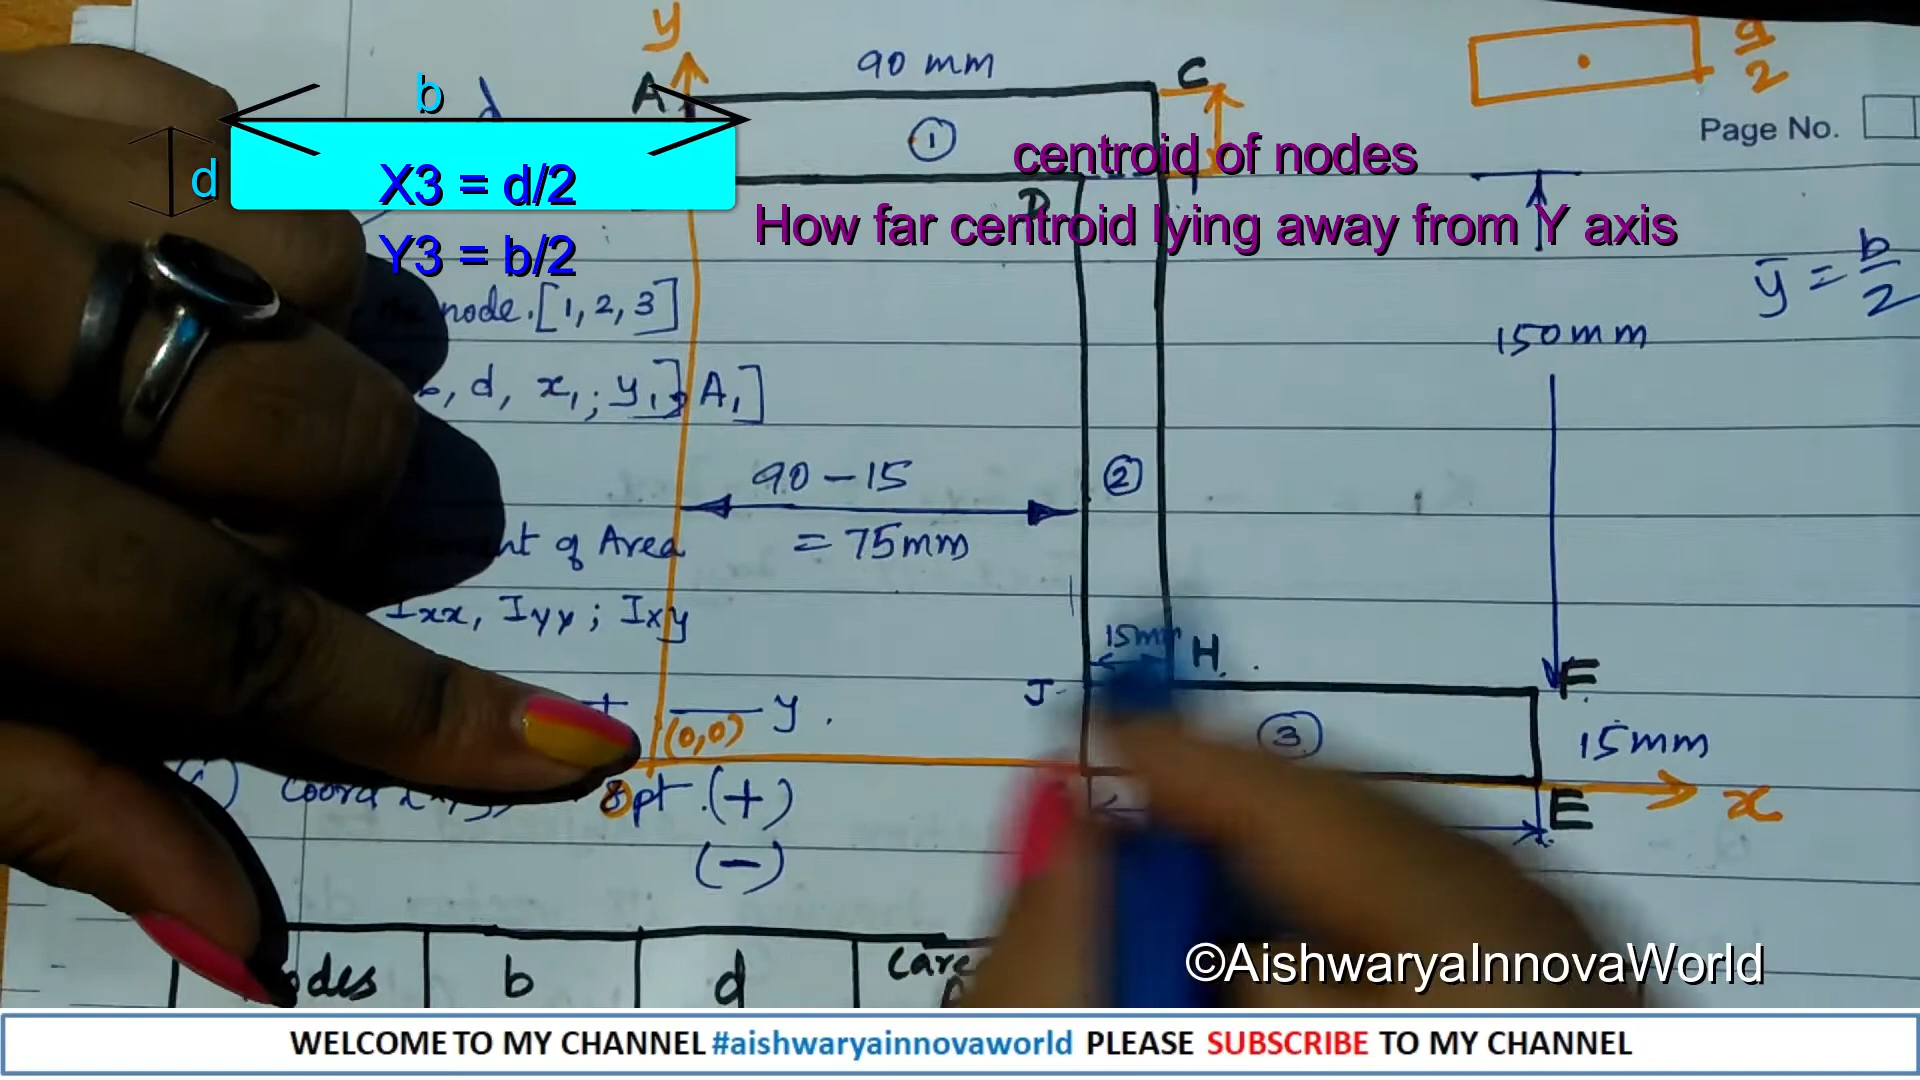 y
90 mm
A
C
b
d
①
a/2
Page No.
centroid of nodes
d
X3 = d/2
D
How far centroid lying away from Y axis
Y3 = b/2
ȳ = b/2
node. [1, 2, 3]
150mm
b, d, x₁; y₁; A₁]
90 – 15
②
= 75mm
of Area
Ixx, Iyy; Ixy
15mm
H
J
F
y.
(0,0)
③
15mm
pt. (+)
E
x
(–)
b
d
©AishwaryaInnovaWorld
WELCOME TO MY CHANNEL #aishwaryainnovaworld PLEASE SUBSCRIBE TO MY CHANNEL